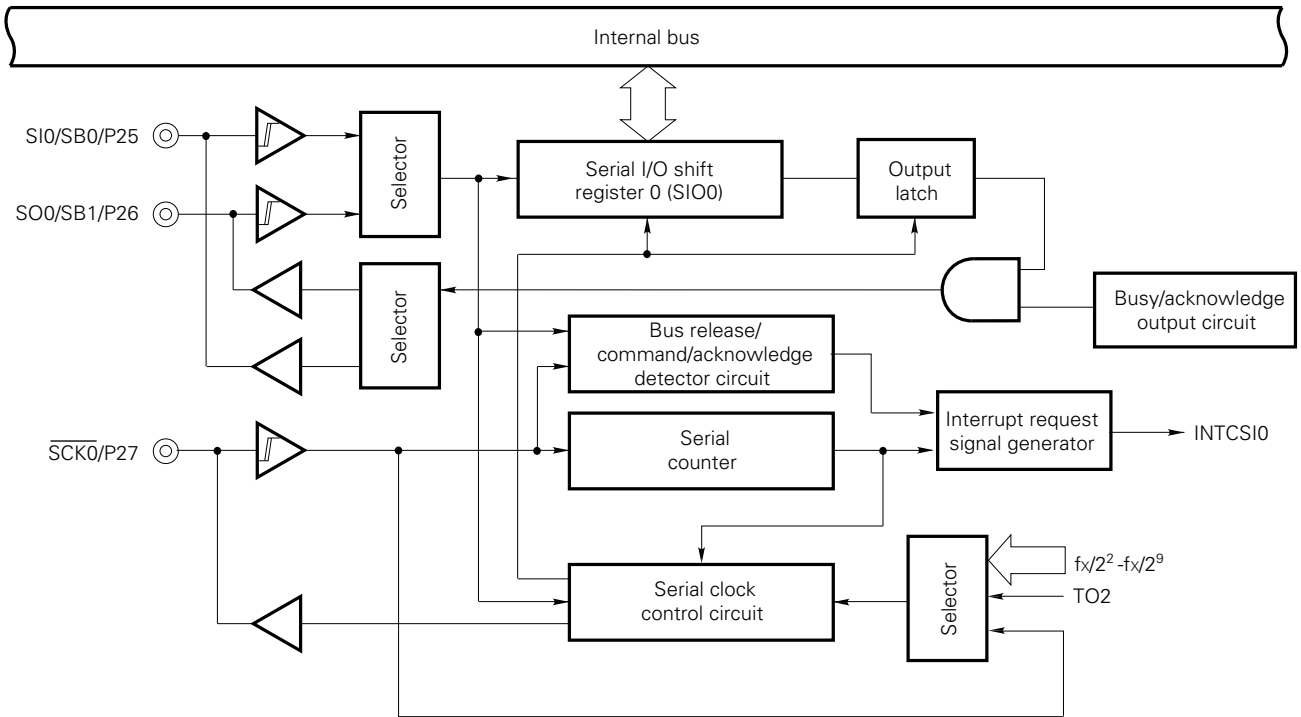 Internal bus
SI0/SB0/P25
Selector
Serial I/O shift
register 0 (SIO0)
Output
latch
SO0/SB1/P26
Selector
Busy/acknowledge
output circuit
Bus release/
command/acknowledge
detector circuit
SCK0/P27
Serial
counter
Interrupt request
signal generator
INTCSI0
Serial clock
control circuit
Selector
fx/2² -fx/2⁹
TO2